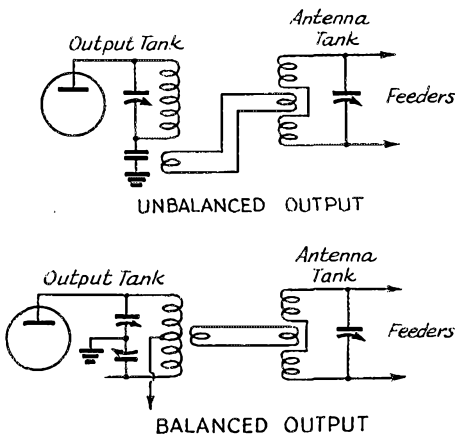 Antenna
Tank
Output Tank
Feeders
UNBALANCED OUTPUT
Antenna
Tank
Output Tank
Feeders
BALANCED OUTPUT